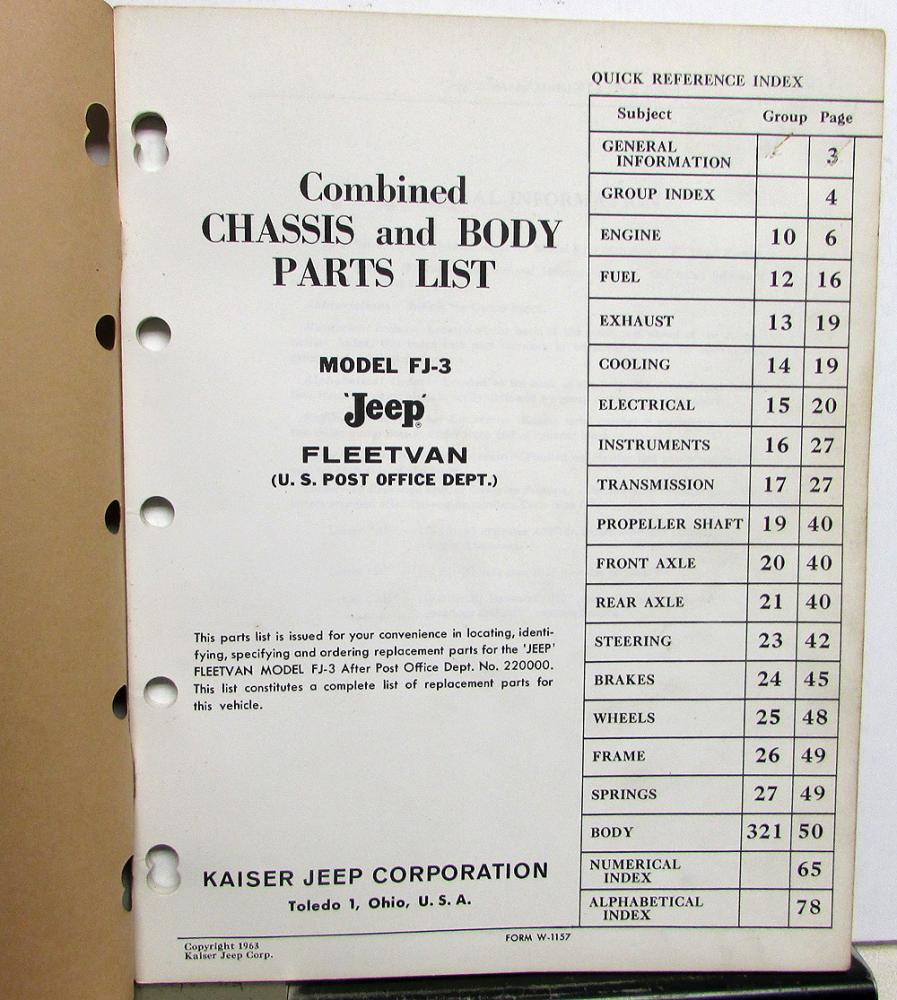 Combined
CHASSIS and BODY
PARTS LIST
MODEL FJ-3
'Jeep'®
FLEETVAN
(U. S. POST OFFICE DEPT.)
This parts list is issued for your convenience in locating, identi-
fying, specifying and ordering replacement parts for the 'JEEP'
FLEETVAN MODEL FJ-3 After Post Office Dept. No. 220000.
This list constitutes a complete list of replacement parts for
this vehicle.
KAISER JEEP CORPORATION
Toledo 1, Ohio, U. S. A.
FORM W-1157
Copyright 1963
Kaiser Jeep Corp.
QUICK REFERENCE INDEX
Subject Group Page
GENERAL
INFORMATION 3
GROUP INDEX 4
ENGINE 10 6
FUEL 12 16
EXHAUST 13 19
COOLING 14 19
ELECTRICAL 15 20
INSTRUMENTS 16 27
TRANSMISSION 17 27
PROPELLER SHAFT 19 40
FRONT AXLE 20 40
REAR AXLE 21 40
STEERING 23 42
BRAKES 24 45
WHEELS 25 48
FRAME 26 49
SPRINGS 27 49
BODY 321 50
NUMERICAL
INDEX 65
ALPHABETICAL
INDEX 78